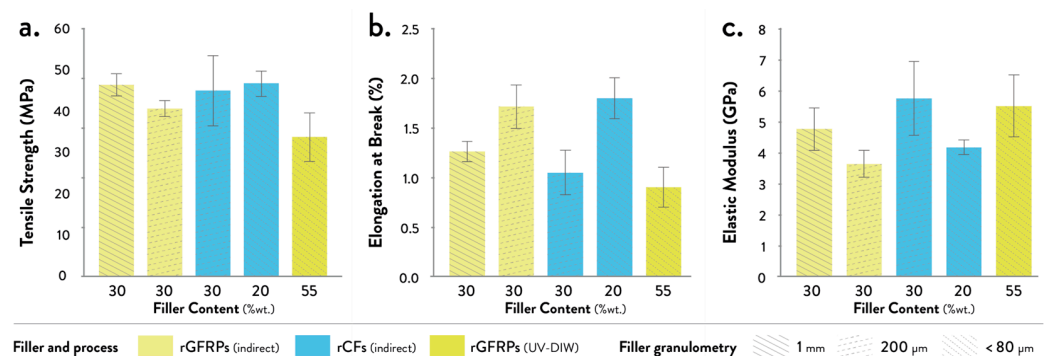 a.
Tensile Strength (MPa)
60
50
40
30
20
10
0
30 30 30 20 55
Filler Content (%wt.)
b.
Elongation at Break (%)
2.5
2.0
1.5
1.0
0.5
0.0
30 30 30 20 55
Filler Content (%wt.)
c.
Elastic Modulus (GPa)
8
7
6
5
4
3
2
1
0
30 30 30 20 55
Filler Content (%wt.)
Filler and process rGFRPs (indirect) rCFs (indirect) rGFRPs (UV-DIW) Filler granulometry 1 mm 200 μm < 80 μm